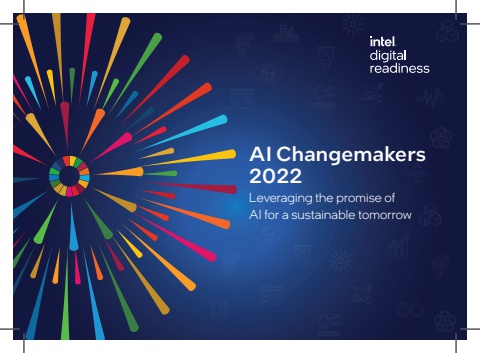 intel.
digital
readiness
AI Changemakers
2022
Leveraging the promise of
AI for a sustainable tomorrow